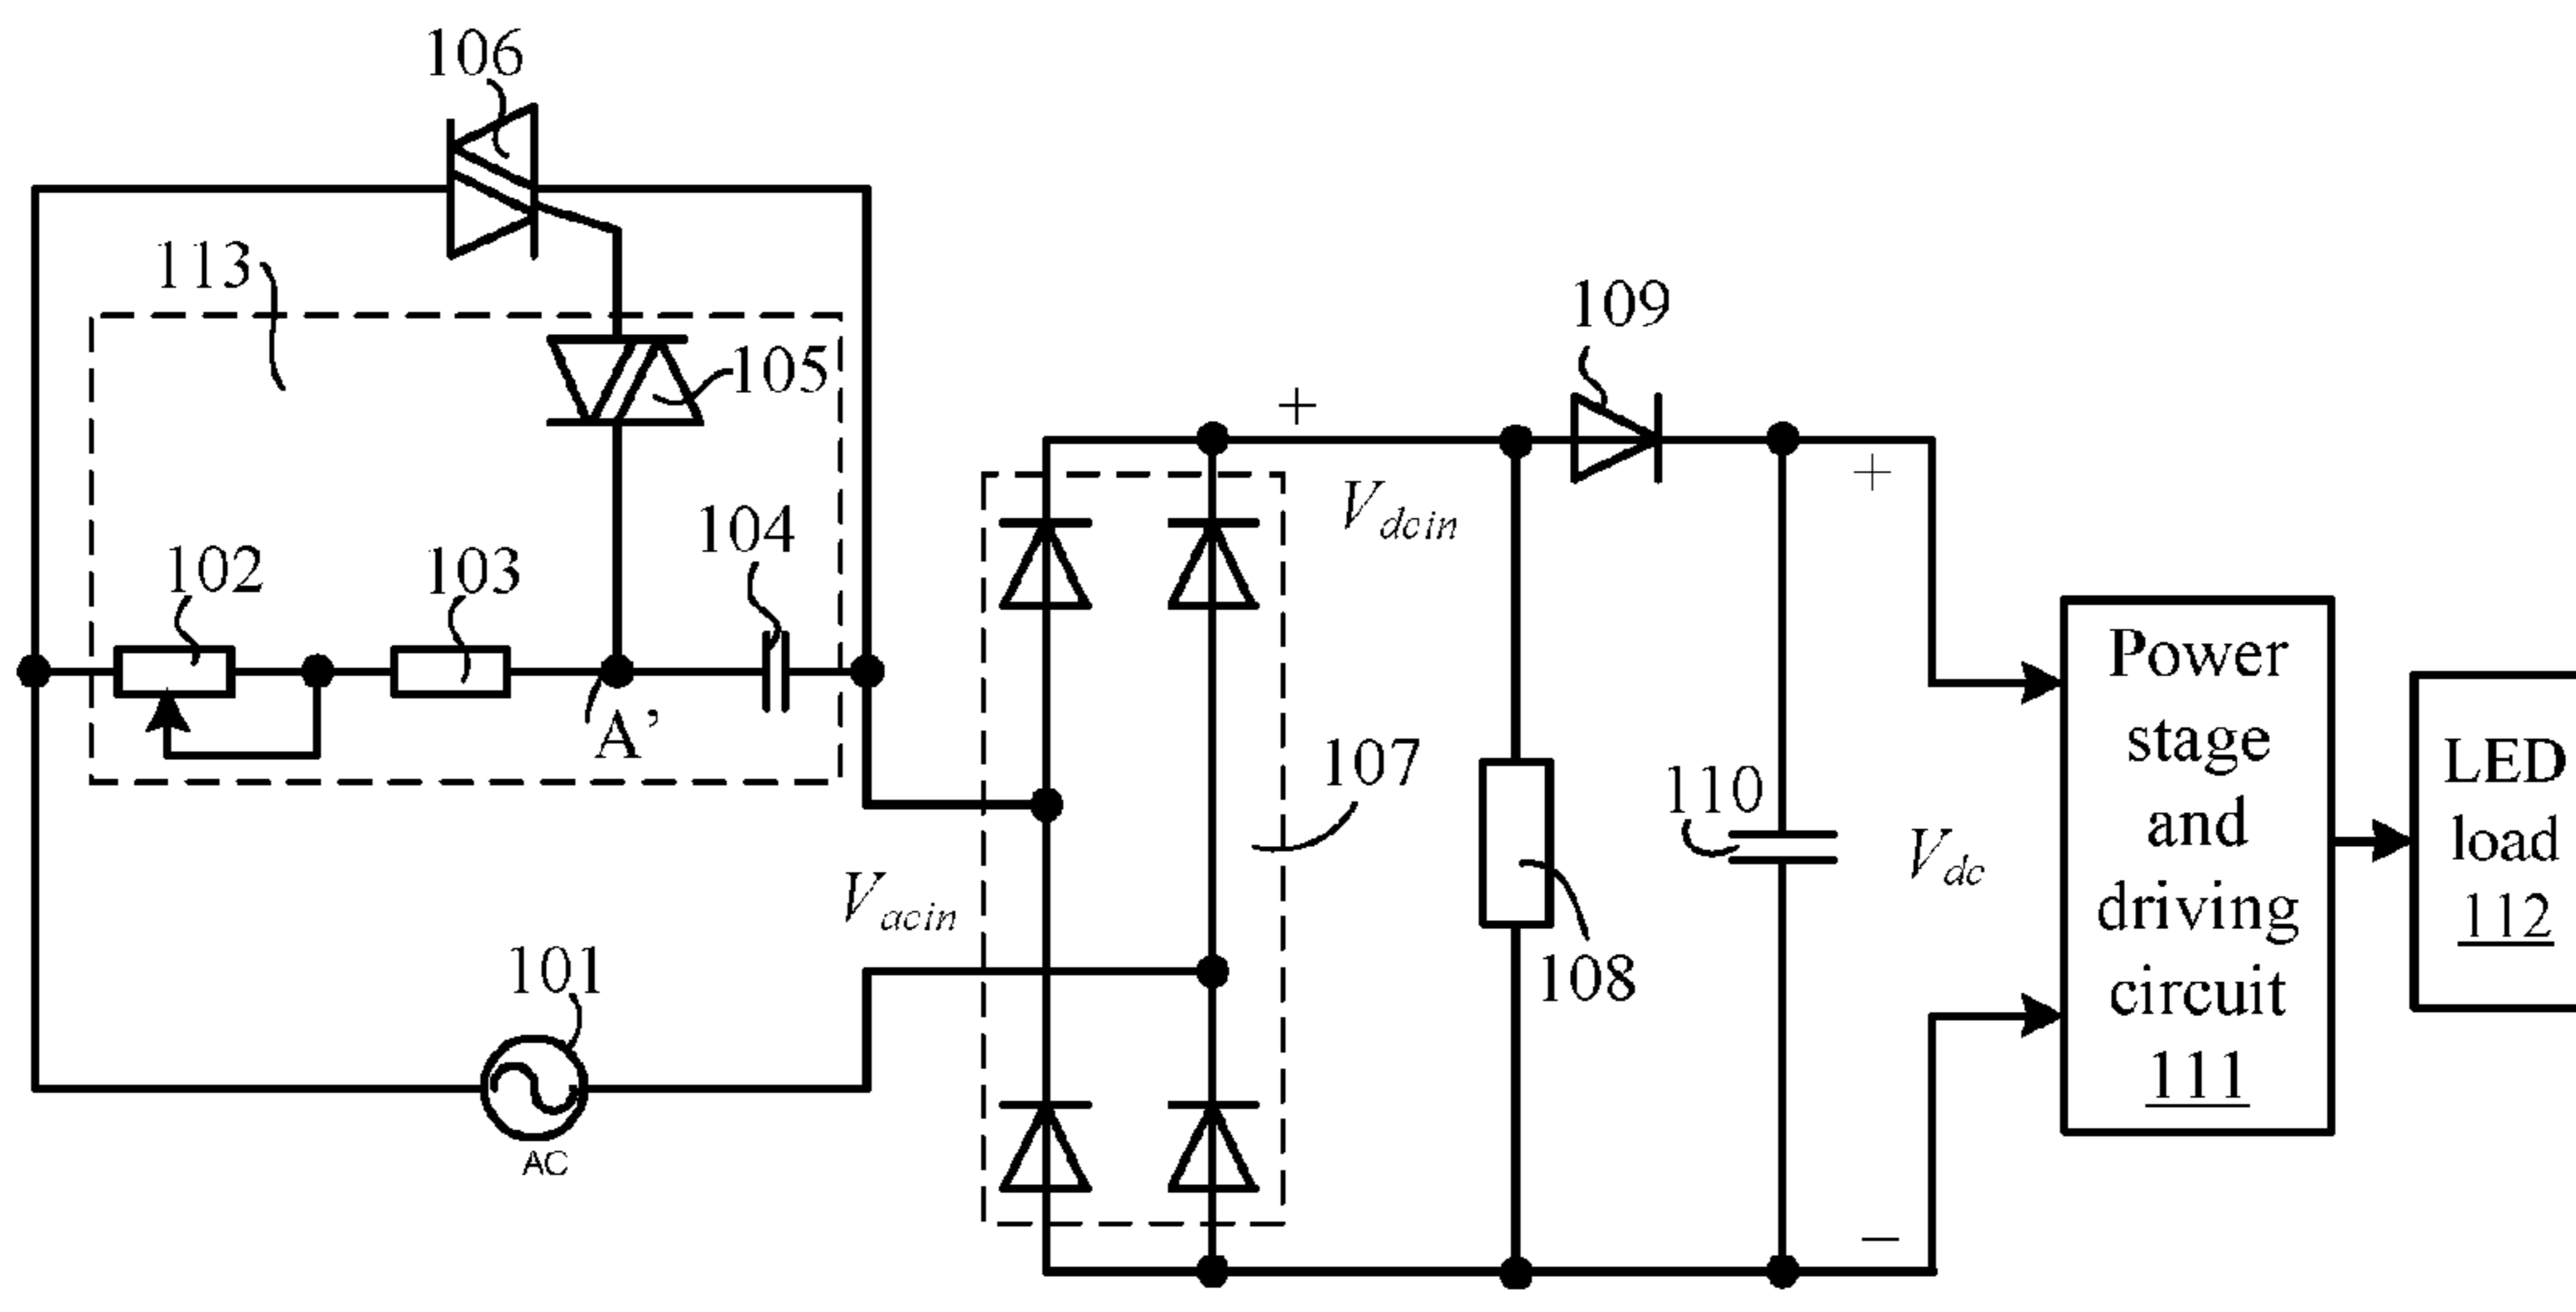 106
113
105
109
+
+
V_dcin
104
102
103
A’
107
110
V_dc
V_acin
108
101
AC
Power
stage
and
driving
circuit
111
LED
load
112
−